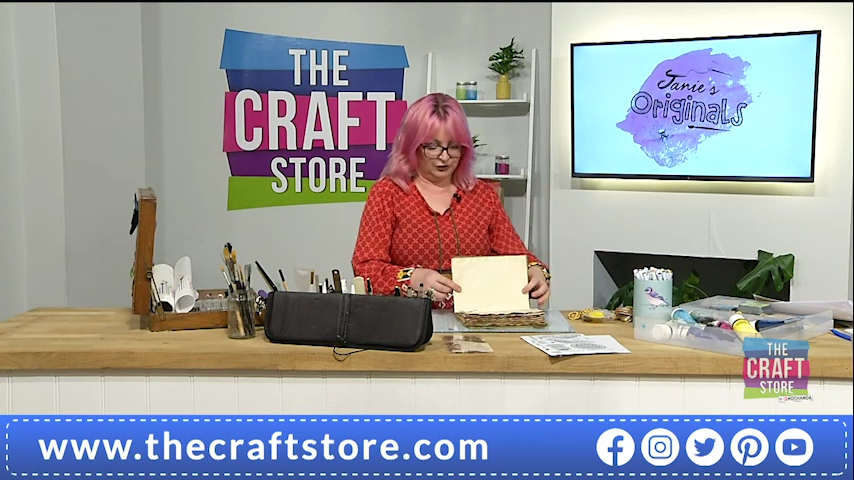 THE
CRAFT
STORE
Janie's
Originals
THE
CRAFT
STORE
www.thecraftstore.com